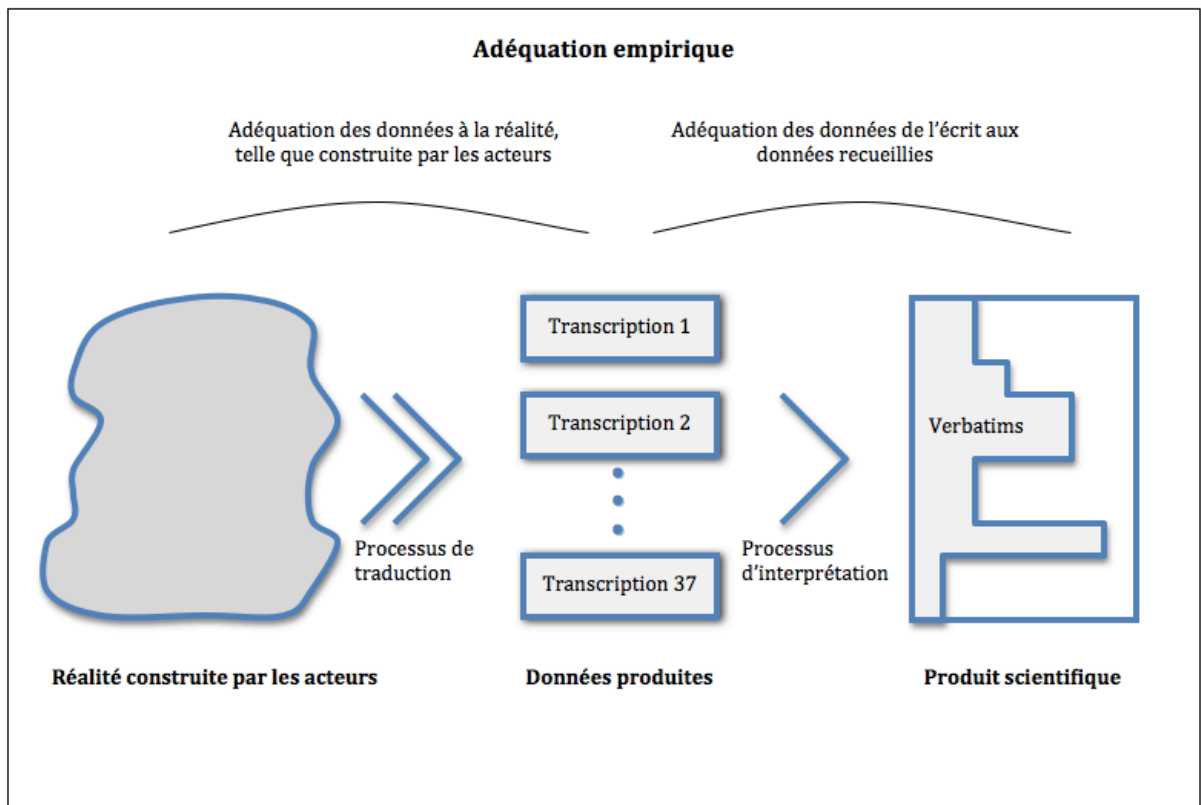 Adéquation empirique
Adéquation des données à la réalité,
telle que construite par les acteurs
Adéquation des données de l’écrit aux
données recueillies
Transcription 1
Transcription 2
Verbatims
Processus de
traduction
Transcription 37
Processus
d’interprétation
Réalité construite par les acteurs
Données produites
Produit scientifique